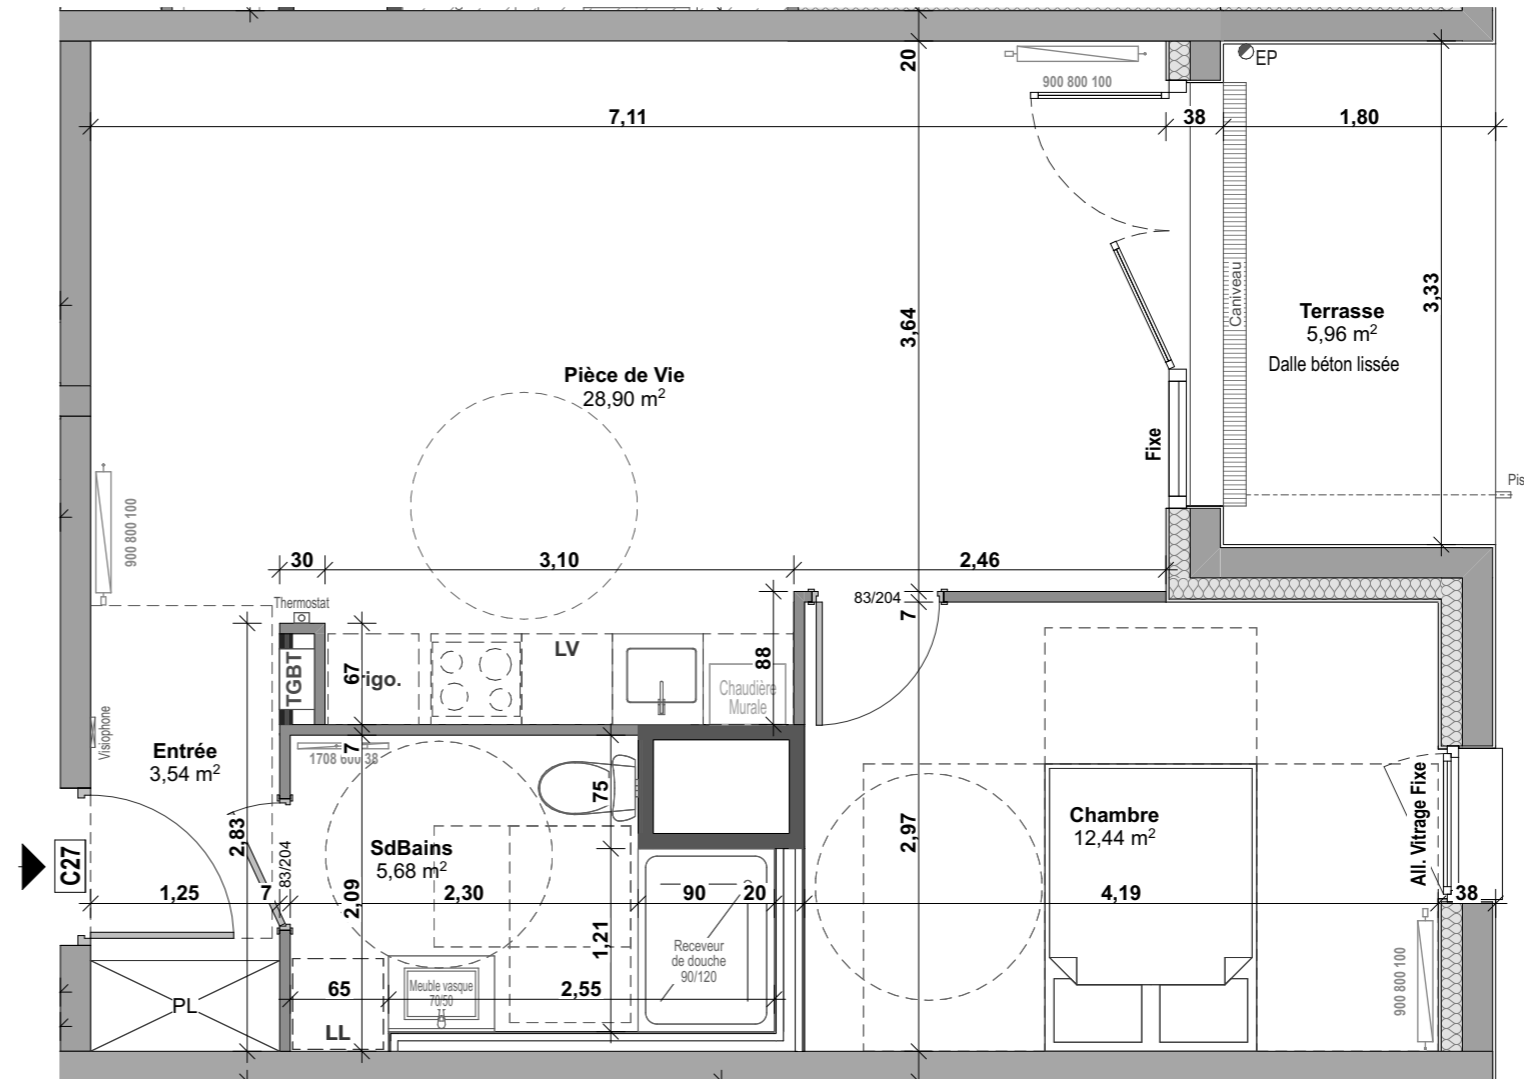 20
EP
900 800 100
7,11
38
1,80
Caniveau
3,33
Terrasse
5,96 m²
Dalle béton lissée
3,64
Pièce de Vie
28,90 m²
Fixe
Pis
900 800 100
30
3,10
2,46
Thermostat
83/204
7
TGBT
67
rigo.
LV
88
Chaudière
Murale
Visiophone
Entrée
3,54 m²
7
1708 600 38
75
2,83
83/204
SdBains
5,68 m²
2,97
Chambre
12,44 m²
All. Vitrage Fixe
C27
1,25
7
2,09
2,30
90
20
4,19
38
1,21
Receveur
de douche
90/120
900 800 100
PL
65
Meuble vasque
70/50
2,55
LL